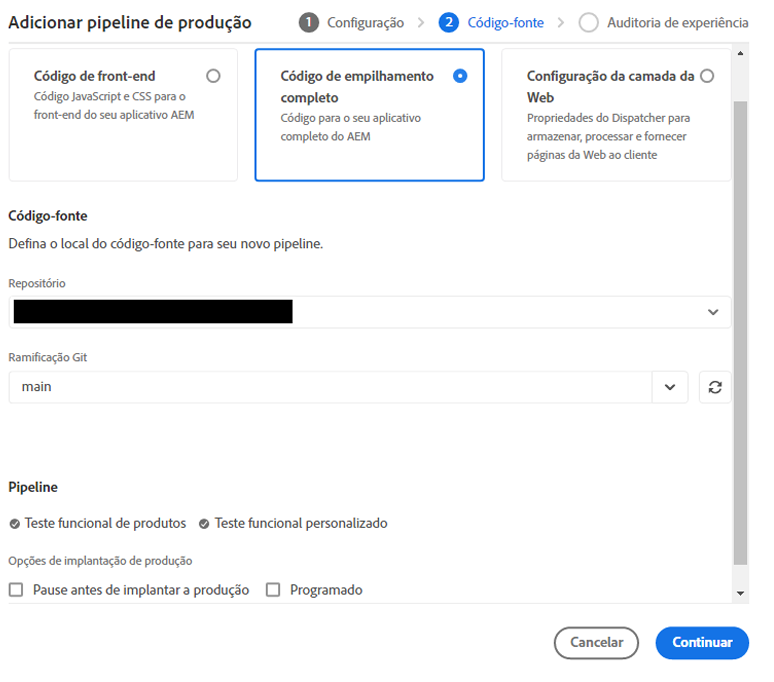 Adicionar pipeline de produção
1 Configuração
2 Código-fonte
Auditoria de experiência
Código de front-end
Código JavaScript e CSS para o
front-end do seu aplicativo AEM
Código de empilhamento
completo
Código para o seu aplicativo
completo do AEM
Configuração da camada da
Web
Propriedades do Dispatcher para
armazenar, processar e fornecer
páginas da Web ao cliente
Código-fonte
Defina o local do código-fonte para seu novo pipeline.
Repositório
Ramificação Git
main
Pipeline
Teste funcional de produtos
Teste funcional personalizado
Opções de implantação de produção
Pause antes de implantar a produção
Programado
Cancelar
Continuar